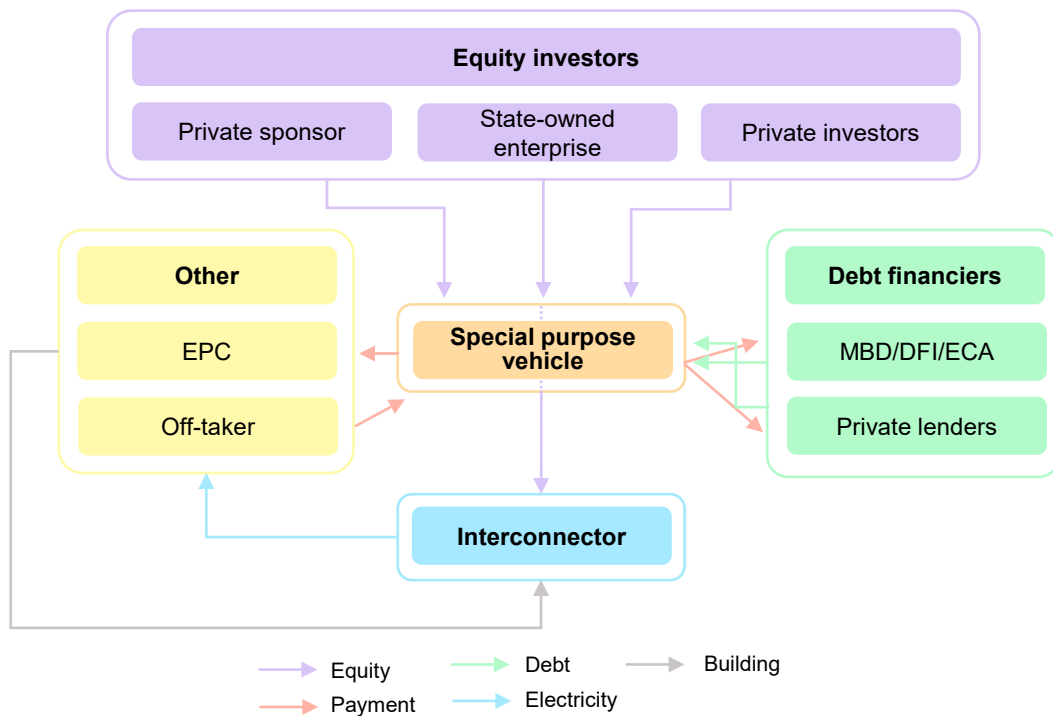 Equity investors
Private sponsor
State-owned
enterprise
Private investors
Other
EPC
Off-taker
Special purpose
vehicle
Debt financiers
MBD/DFI/ECA
Private lenders
Interconnector
Equity
Debt
Building
Payment
Electricity